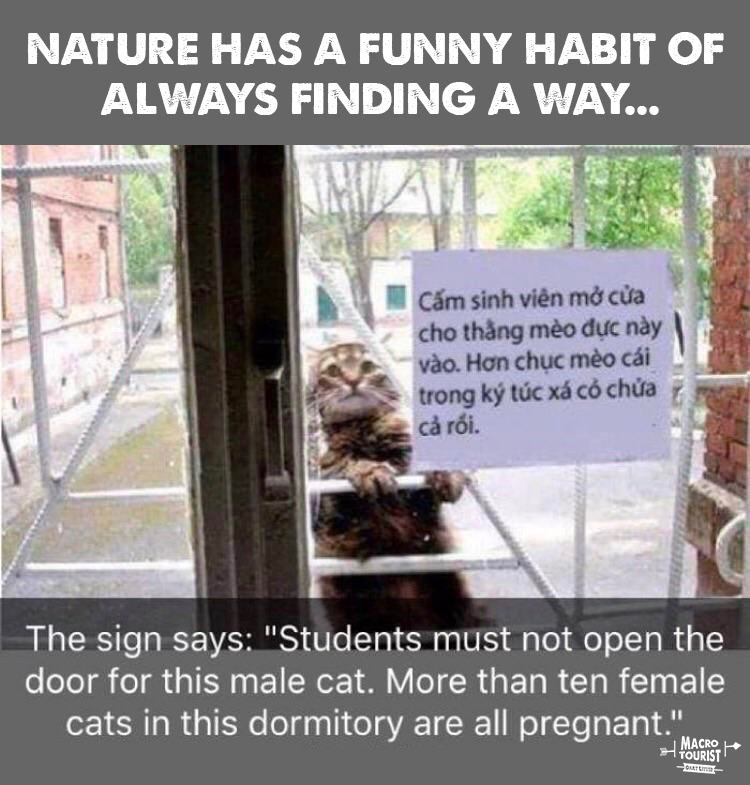 NATURE HAS A FUNNY HABIT OF
ALWAYS FINDING A WAY...
Cấm sinh viên mở cửa
cho thằng mèo đực này
vào. Hơn chục mèo cái
trong ký túc xá có chửa
cả rồi.
The sign says: "Students must not open the
door for this male cat. More than ten female
cats in this dormitory are all pregnant."
MACRO
TOURIST